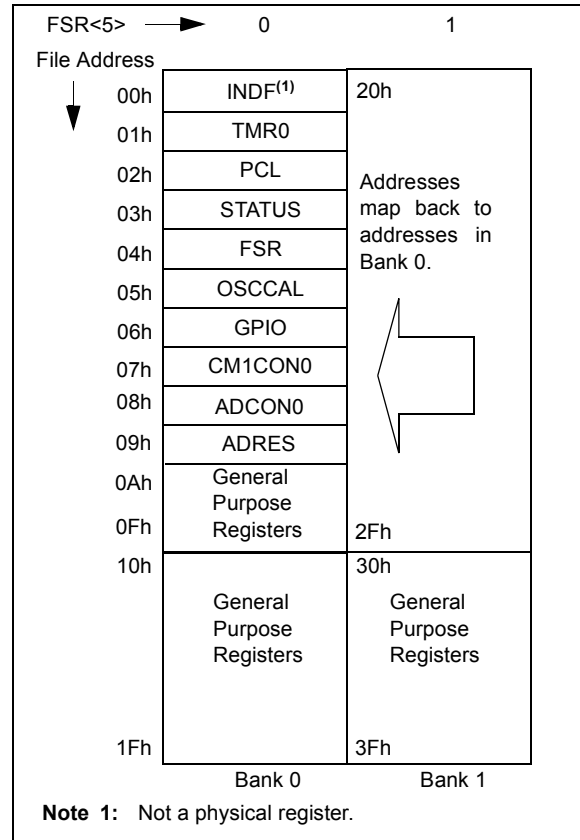 FSR<5> 0 1
File Address
00h INDF(1) 20h
01h TMR0
02h PCL
Addresses
map back to
addresses in
Bank 0.
03h STATUS
04h FSR
05h OSCCAL
06h GPIO
07h CM1CON0
08h ADCON0
09h ADRES
0Ah General
Purpose
0Fh Registers 2Fh
10h 30h
General General
Purpose Purpose
Registers Registers
1Fh 3Fh
Bank 0 Bank 1
Note 1: Not a physical register.